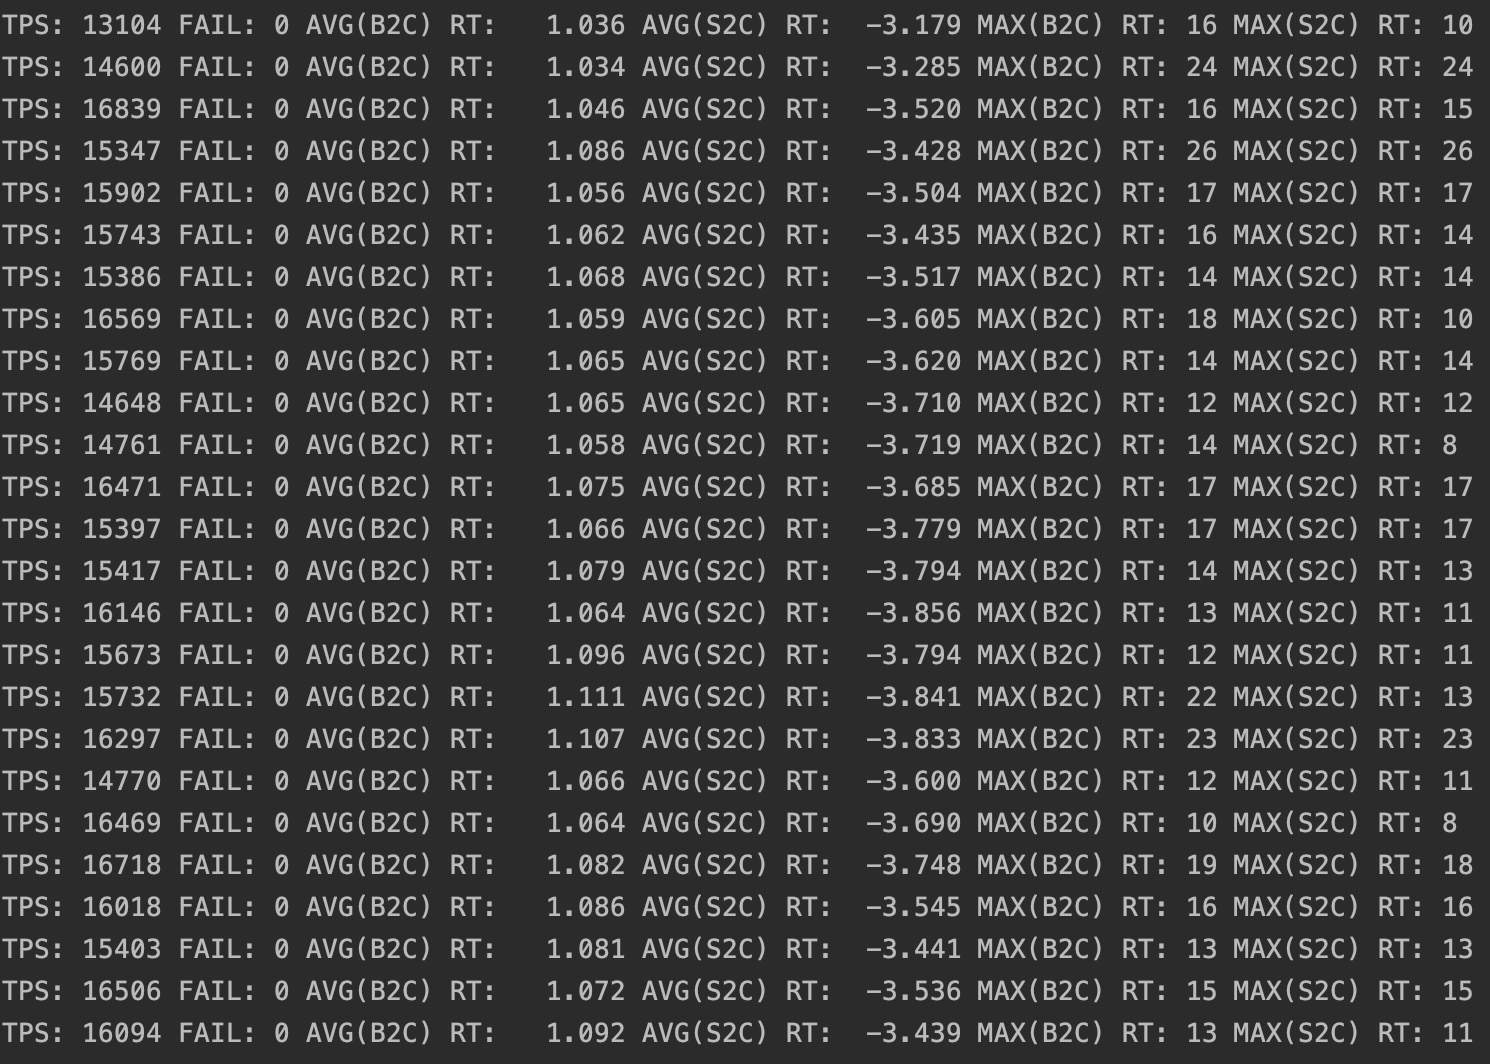 TPS: 13104 FAIL: 0 AVG(B2C) RT:   1.036 AVG(S2C) RT:  -3.179 MAX(B2C) RT: 16 MAX(S2C) RT: 10
TPS: 14600 FAIL: 0 AVG(B2C) RT:   1.034 AVG(S2C) RT:  -3.285 MAX(B2C) RT: 24 MAX(S2C) RT: 24
TPS: 16839 FAIL: 0 AVG(B2C) RT:   1.046 AVG(S2C) RT:  -3.520 MAX(B2C) RT: 16 MAX(S2C) RT: 15
TPS: 15347 FAIL: 0 AVG(B2C) RT:   1.086 AVG(S2C) RT:  -3.428 MAX(B2C) RT: 26 MAX(S2C) RT: 26
TPS: 15902 FAIL: 0 AVG(B2C) RT:   1.056 AVG(S2C) RT:  -3.504 MAX(B2C) RT: 17 MAX(S2C) RT: 17
TPS: 15743 FAIL: 0 AVG(B2C) RT:   1.062 AVG(S2C) RT:  -3.435 MAX(B2C) RT: 16 MAX(S2C) RT: 14
TPS: 15386 FAIL: 0 AVG(B2C) RT:   1.068 AVG(S2C) RT:  -3.517 MAX(B2C) RT: 14 MAX(S2C) RT: 14
TPS: 16569 FAIL: 0 AVG(B2C) RT:   1.059 AVG(S2C) RT:  -3.605 MAX(B2C) RT: 18 MAX(S2C) RT: 10
TPS: 15769 FAIL: 0 AVG(B2C) RT:   1.065 AVG(S2C) RT:  -3.620 MAX(B2C) RT: 14 MAX(S2C) RT: 14
TPS: 14648 FAIL: 0 AVG(B2C) RT:   1.065 AVG(S2C) RT:  -3.710 MAX(B2C) RT: 12 MAX(S2C) RT: 12
TPS: 14761 FAIL: 0 AVG(B2C) RT:   1.058 AVG(S2C) RT:  -3.719 MAX(B2C) RT: 14 MAX(S2C) RT: 8
TPS: 16471 FAIL: 0 AVG(B2C) RT:   1.075 AVG(S2C) RT:  -3.685 MAX(B2C) RT: 17 MAX(S2C) RT: 17
TPS: 15397 FAIL: 0 AVG(B2C) RT:   1.066 AVG(S2C) RT:  -3.779 MAX(B2C) RT: 17 MAX(S2C) RT: 17
TPS: 15417 FAIL: 0 AVG(B2C) RT:   1.079 AVG(S2C) RT:  -3.794 MAX(B2C) RT: 14 MAX(S2C) RT: 13
TPS: 16146 FAIL: 0 AVG(B2C) RT:   1.064 AVG(S2C) RT:  -3.856 MAX(B2C) RT: 13 MAX(S2C) RT: 11
TPS: 15673 FAIL: 0 AVG(B2C) RT:   1.096 AVG(S2C) RT:  -3.794 MAX(B2C) RT: 12 MAX(S2C) RT: 11
TPS: 15732 FAIL: 0 AVG(B2C) RT:   1.111 AVG(S2C) RT:  -3.841 MAX(B2C) RT: 22 MAX(S2C) RT: 13
TPS: 16297 FAIL: 0 AVG(B2C) RT:   1.107 AVG(S2C) RT:  -3.833 MAX(B2C) RT: 23 MAX(S2C) RT: 23
TPS: 14770 FAIL: 0 AVG(B2C) RT:   1.066 AVG(S2C) RT:  -3.600 MAX(B2C) RT: 12 MAX(S2C) RT: 11
TPS: 16469 FAIL: 0 AVG(B2C) RT:   1.064 AVG(S2C) RT:  -3.690 MAX(B2C) RT: 10 MAX(S2C) RT: 8
TPS: 16718 FAIL: 0 AVG(B2C) RT:   1.082 AVG(S2C) RT:  -3.748 MAX(B2C) RT: 19 MAX(S2C) RT: 18
TPS: 16018 FAIL: 0 AVG(B2C) RT:   1.086 AVG(S2C) RT:  -3.545 MAX(B2C) RT: 16 MAX(S2C) RT: 16
TPS: 15403 FAIL: 0 AVG(B2C) RT:   1.081 AVG(S2C) RT:  -3.441 MAX(B2C) RT: 13 MAX(S2C) RT: 13
TPS: 16506 FAIL: 0 AVG(B2C) RT:   1.072 AVG(S2C) RT:  -3.536 MAX(B2C) RT: 15 MAX(S2C) RT: 15
TPS: 16094 FAIL: 0 AVG(B2C) RT:   1.092 AVG(S2C) RT:  -3.439 MAX(B2C) RT: 13 MAX(S2C) RT: 11